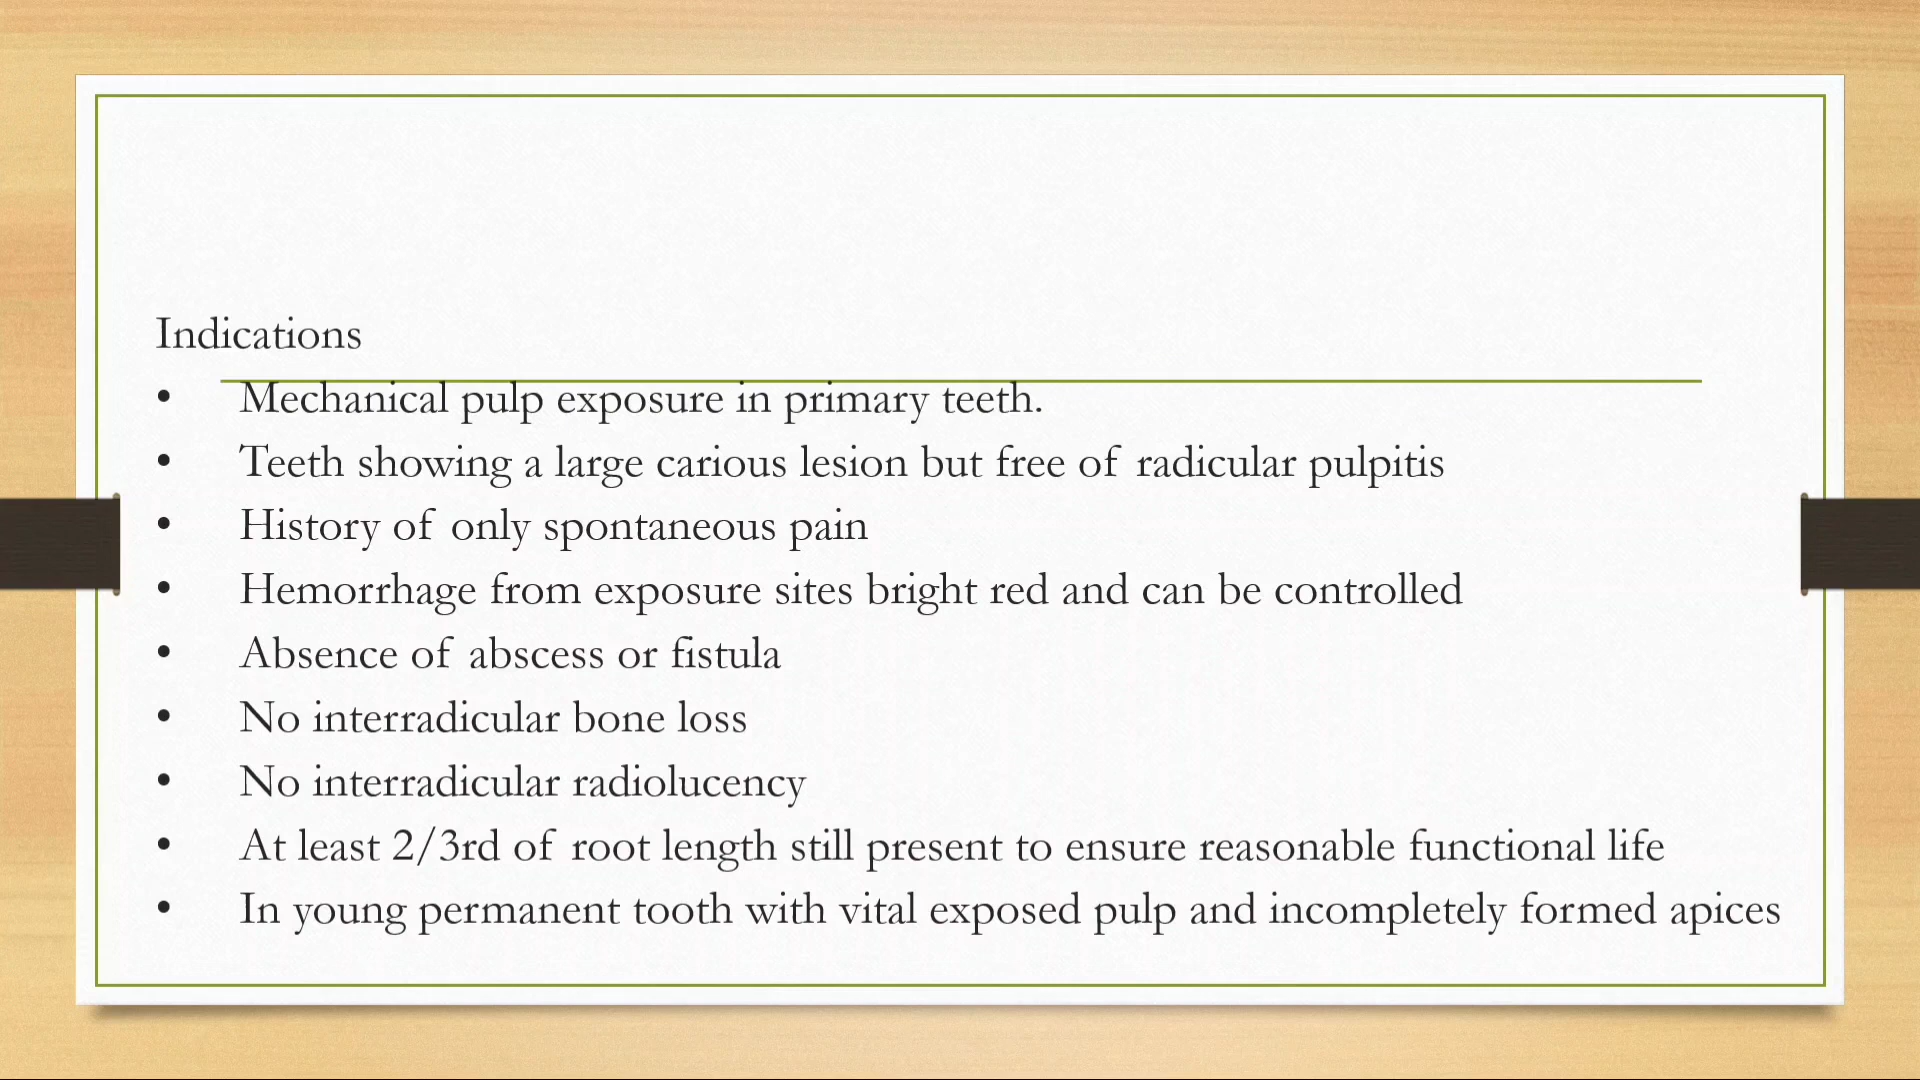 Indications
• Mechanical pulp exposure in primary teeth.
• Teeth showing a large carious lesion but free of radicular pulpitis
• History of only spontaneous pain
• Hemorrhage from exposure sites bright red and can be controlled
• Absence of abscess or fistula
• No interradicular bone loss
• No interradicular radiolucency
• At least 2/3rd of root length still present to ensure reasonable functional life
• In young permanent tooth with vital exposed pulp and incompletely formed apices